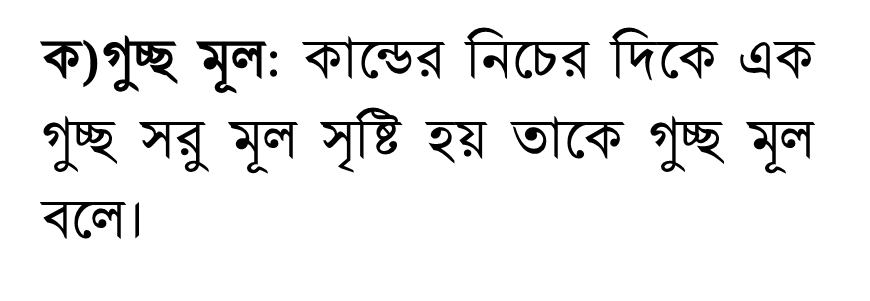 ক)গুচ্ছ মূল: কান্ডের নিচের দিকে এক
গুচ্ছ সরু মূল সৃষ্টি হয় তাকে গুচ্ছ মূল
বলে।